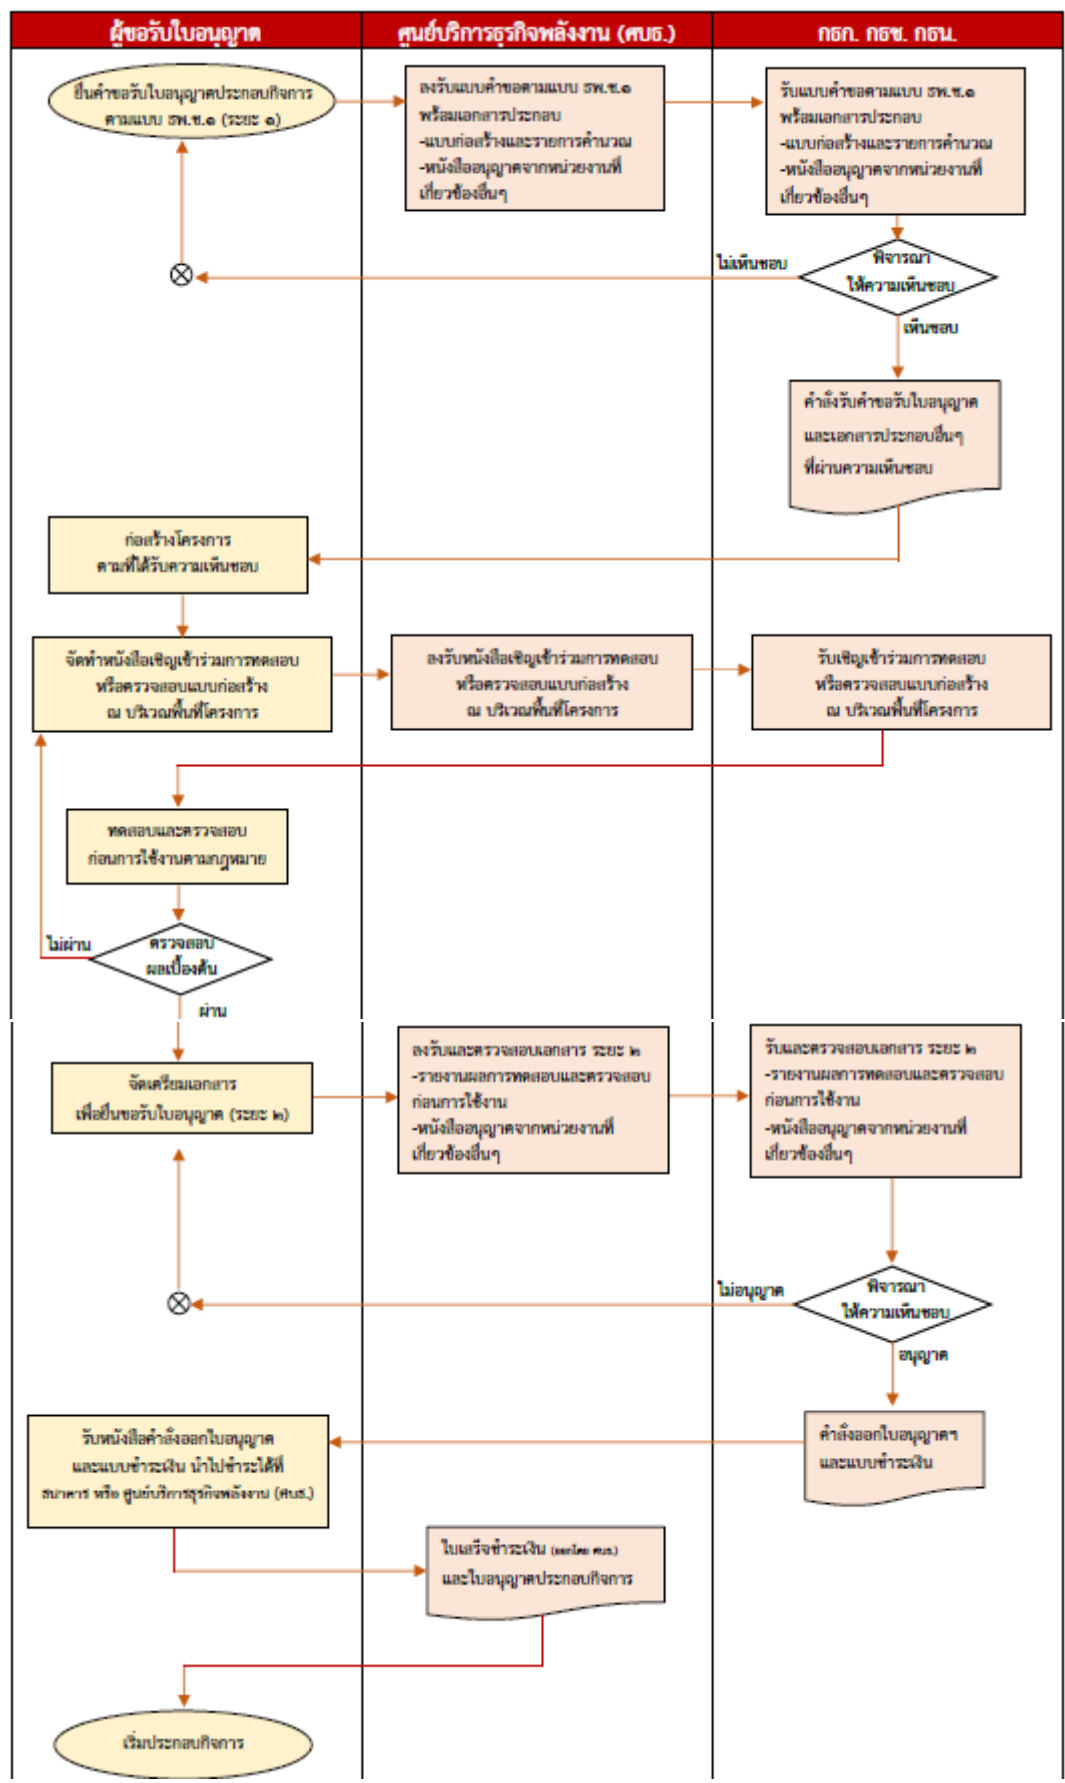 ผู้ขอรับใบอนุญาต
ศูนย์บริการธุรกิจพลังงาน (ศบธ.)
กธก. กธช. กธน.
ยื่นคำขอรับใบอนุญาตประกอบกิจการ
ตามแบบ ธพ.ช.๑ (ระยะ ๑)
ลงรับแบบคำขอตามแบบ ธพ.ช.๑
พร้อมเอกสารประกอบ
-แบบก่อสร้างและรายการคำนวณ
-หนังสืออนุญาตจากหน่วยงานที่
เกี่ยวข้องอื่นๆ
รับแบบคำขอตามแบบ ธพ.ช.๑
พร้อมเอกสารประกอบ
-แบบก่อสร้างและรายการคำนวณ
-หนังสืออนุญาตจากหน่วยงานที่
เกี่ยวข้องอื่นๆ
ไม่เห็นชอบ
พิจารณา
ให้ความเห็นชอบ
เห็นชอบ
คำสั่งรับคำขอรับใบอนุญาต
และเอกสารประกอบอื่นๆ
ที่ผ่านความเห็นชอบ
ก่อสร้างโครงการ
ตามที่ได้รับความเห็นชอบ
จัดทำหนังสือเชิญเข้าร่วมการทดสอบ
หรือตรวจสอบแบบก่อสร้าง
ณ บริเวณพื้นที่โครงการ
ลงรับหนังสือเชิญเข้าร่วมการทดสอบ
หรือตรวจสอบแบบก่อสร้าง
ณ บริเวณพื้นที่โครงการ
รับเชิญเข้าร่วมการทดสอบ
หรือตรวจสอบแบบก่อสร้าง
ณ บริเวณพื้นที่โครงการ
ทดสอบและตรวจสอบ
ก่อนการใช้งานตามกฎหมาย
ไม่ผ่าน
ตรวจสอบ
ผลเบื้องต้น
ผ่าน
จัดเตรียมเอกสาร
เพื่อยื่นขอรับใบอนุญาต (ระยะ ๒)
ลงรับและตรวจสอบเอกสาร ระยะ ๒
-รายงานผลการทดสอบและตรวจสอบ
ก่อนการใช้งาน
-หนังสืออนุญาตจากหน่วยงานที่
เกี่ยวข้องอื่นๆ
รับและตรวจสอบเอกสาร ระยะ ๒
-รายงานผลการทดสอบและตรวจสอบ
ก่อนการใช้งาน
-หนังสืออนุญาตจากหน่วยงานที่
เกี่ยวข้องอื่นๆ
ไม่อนุญาต
พิจารณา
ให้ความเห็นชอบ
อนุญาต
รับหนังสือคำสั่งออกใบอนุญาต
และแบบชำระเงิน นำไปชำระได้ที่
ธนาคาร หรือ ศูนย์บริการธุรกิจพลังงาน (ศบธ.)
คำสั่งออกใบอนุญาตฯ
และแบบชำระเงิน
ใบเสร็จชำระเงิน (ออกโดย ศบธ.)
และใบอนุญาตประกอบกิจการ
เริ่มประกอบกิจการ